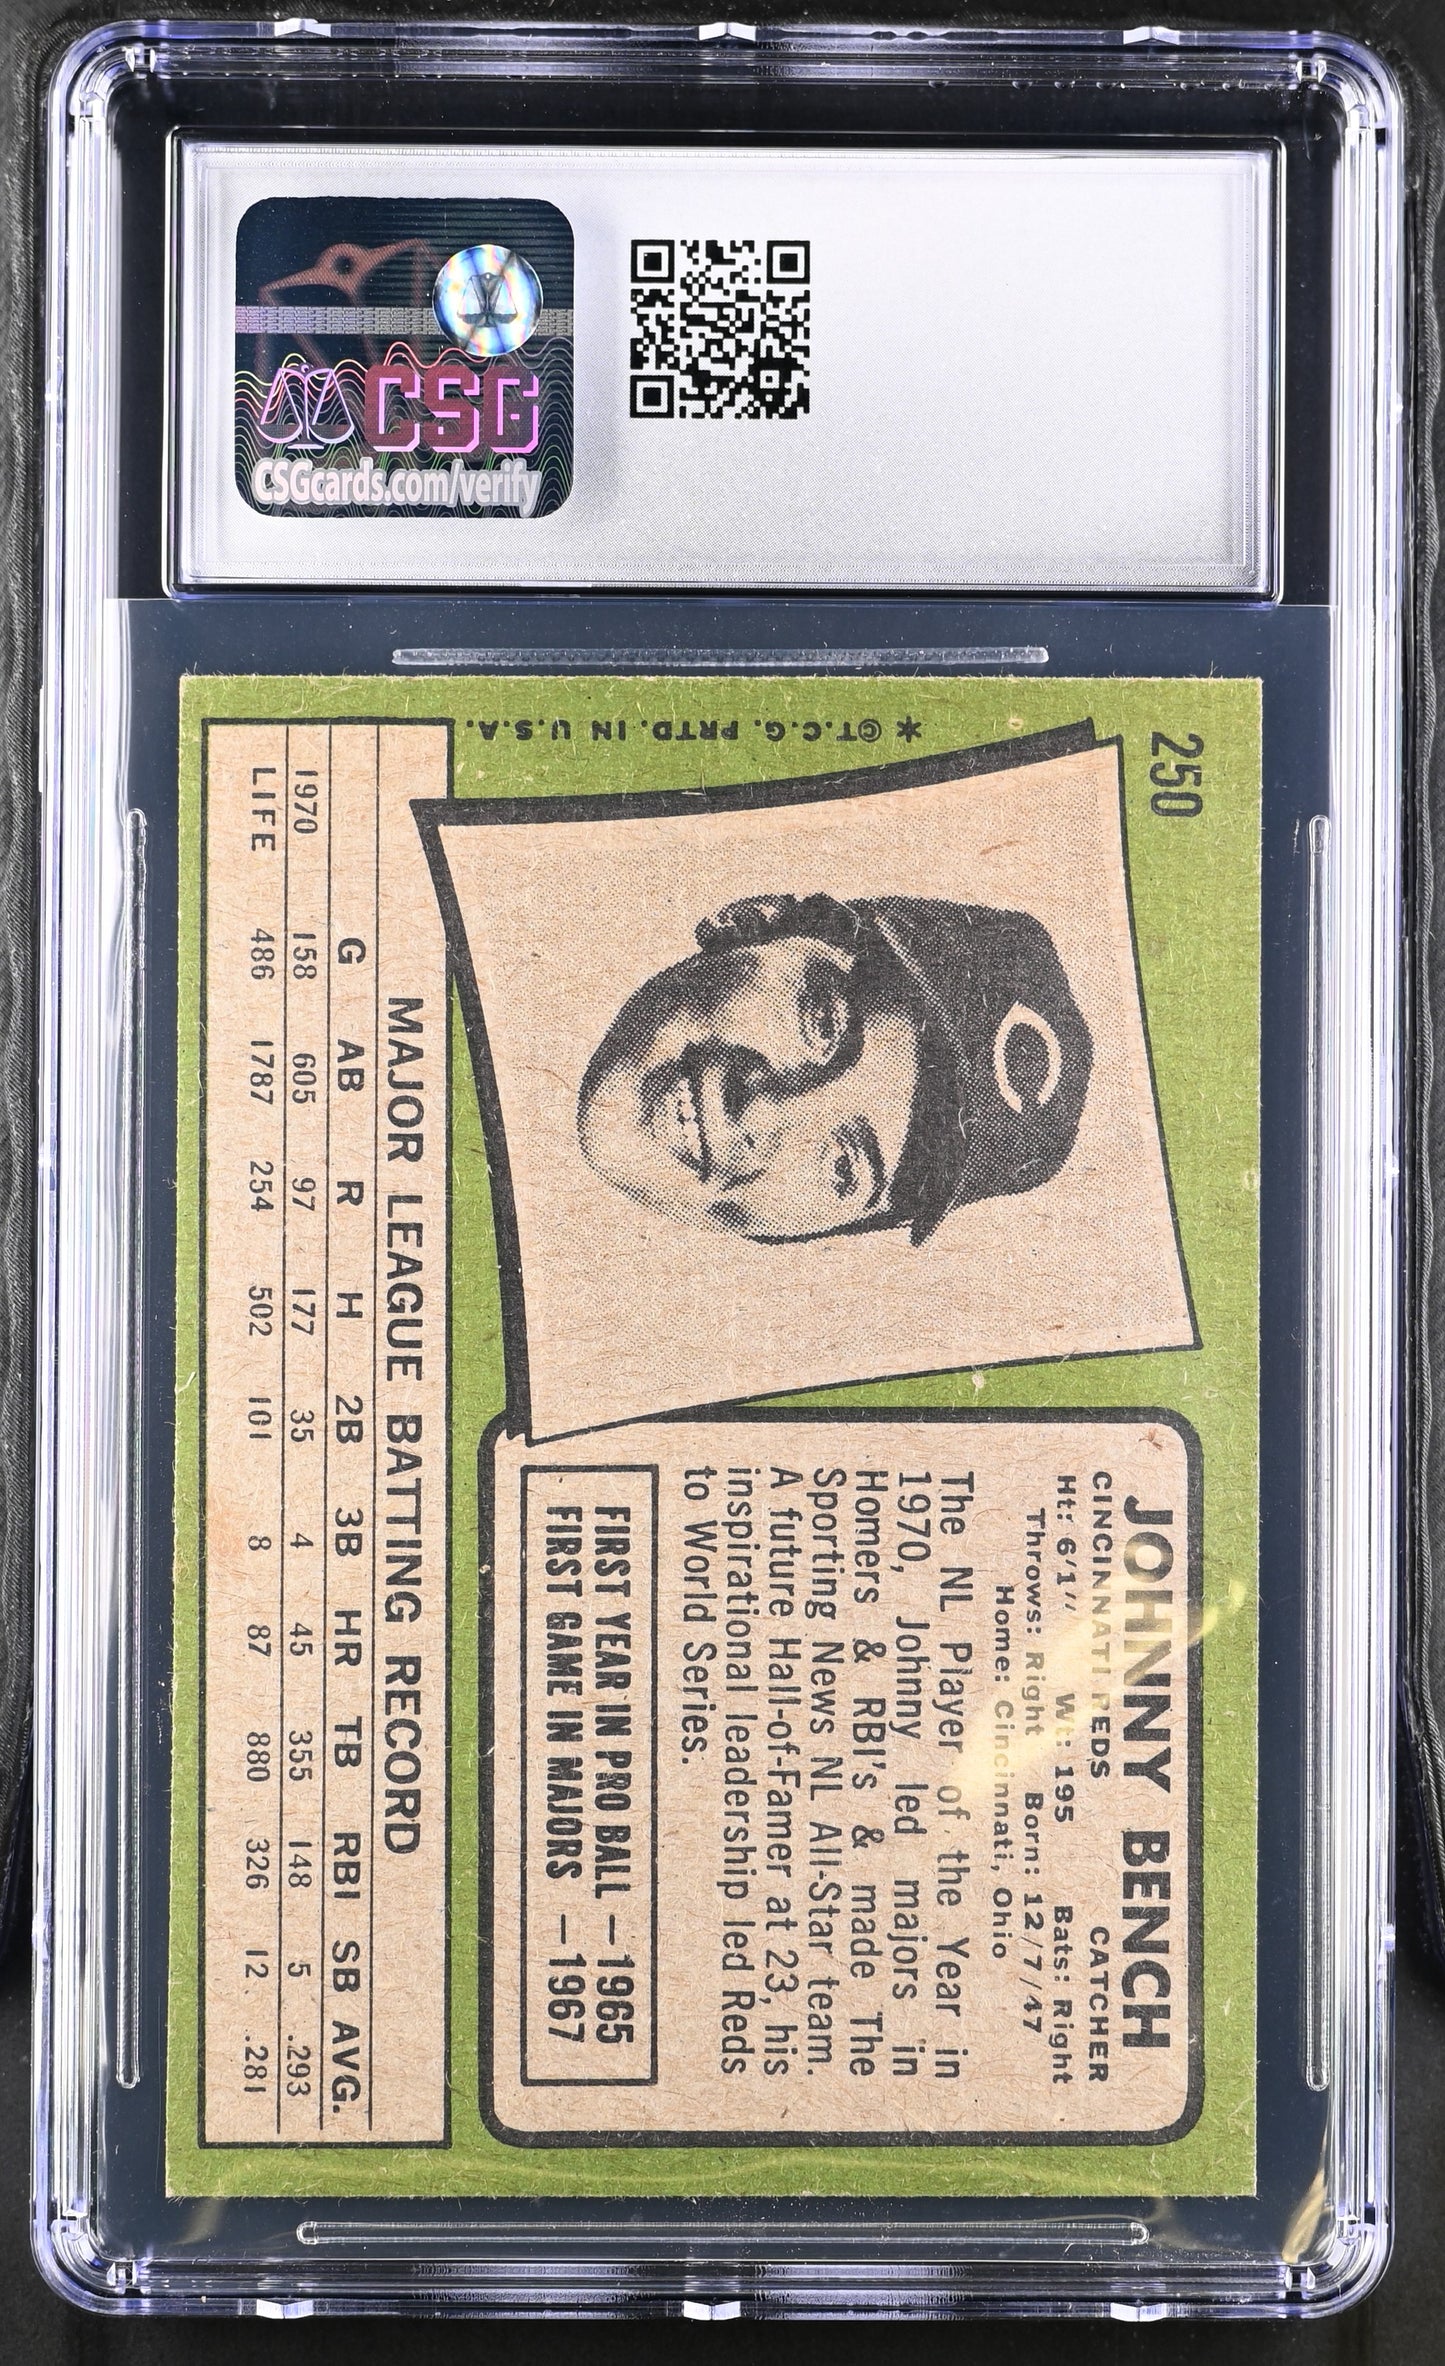 CSG
CSGcards.com/verify
250
* ©T.C.G. PRTD. IN U.S.A.
C
JOHNNY BENCH
CINCINNATI REDS CATCHER
Ht: 6'1" Wt: 195 Bats: Right
Throws: Right Born: 12/7/47
Home: Cincinnati, Ohio
The NL Player of the Year in
1970, Johnny led majors in
Homers & RBI's & made The
Sporting News NL All-Star team.
A future Hall-of-Famer at 23, his
inspirational leadership led Reds
to World Series.
FIRST YEAR IN PRO BALL —1965
FIRST GAME IN MAJORS —1967
MAJOR LEAGUE BATTING RECORD
G AB R H 2B 3B HR TB RBI SB AVG.
1970 158 605 97 177 35 4 45 355 148 5 .293
LIFE 486 1787 254 502 101 8 87 880 326 12 .281